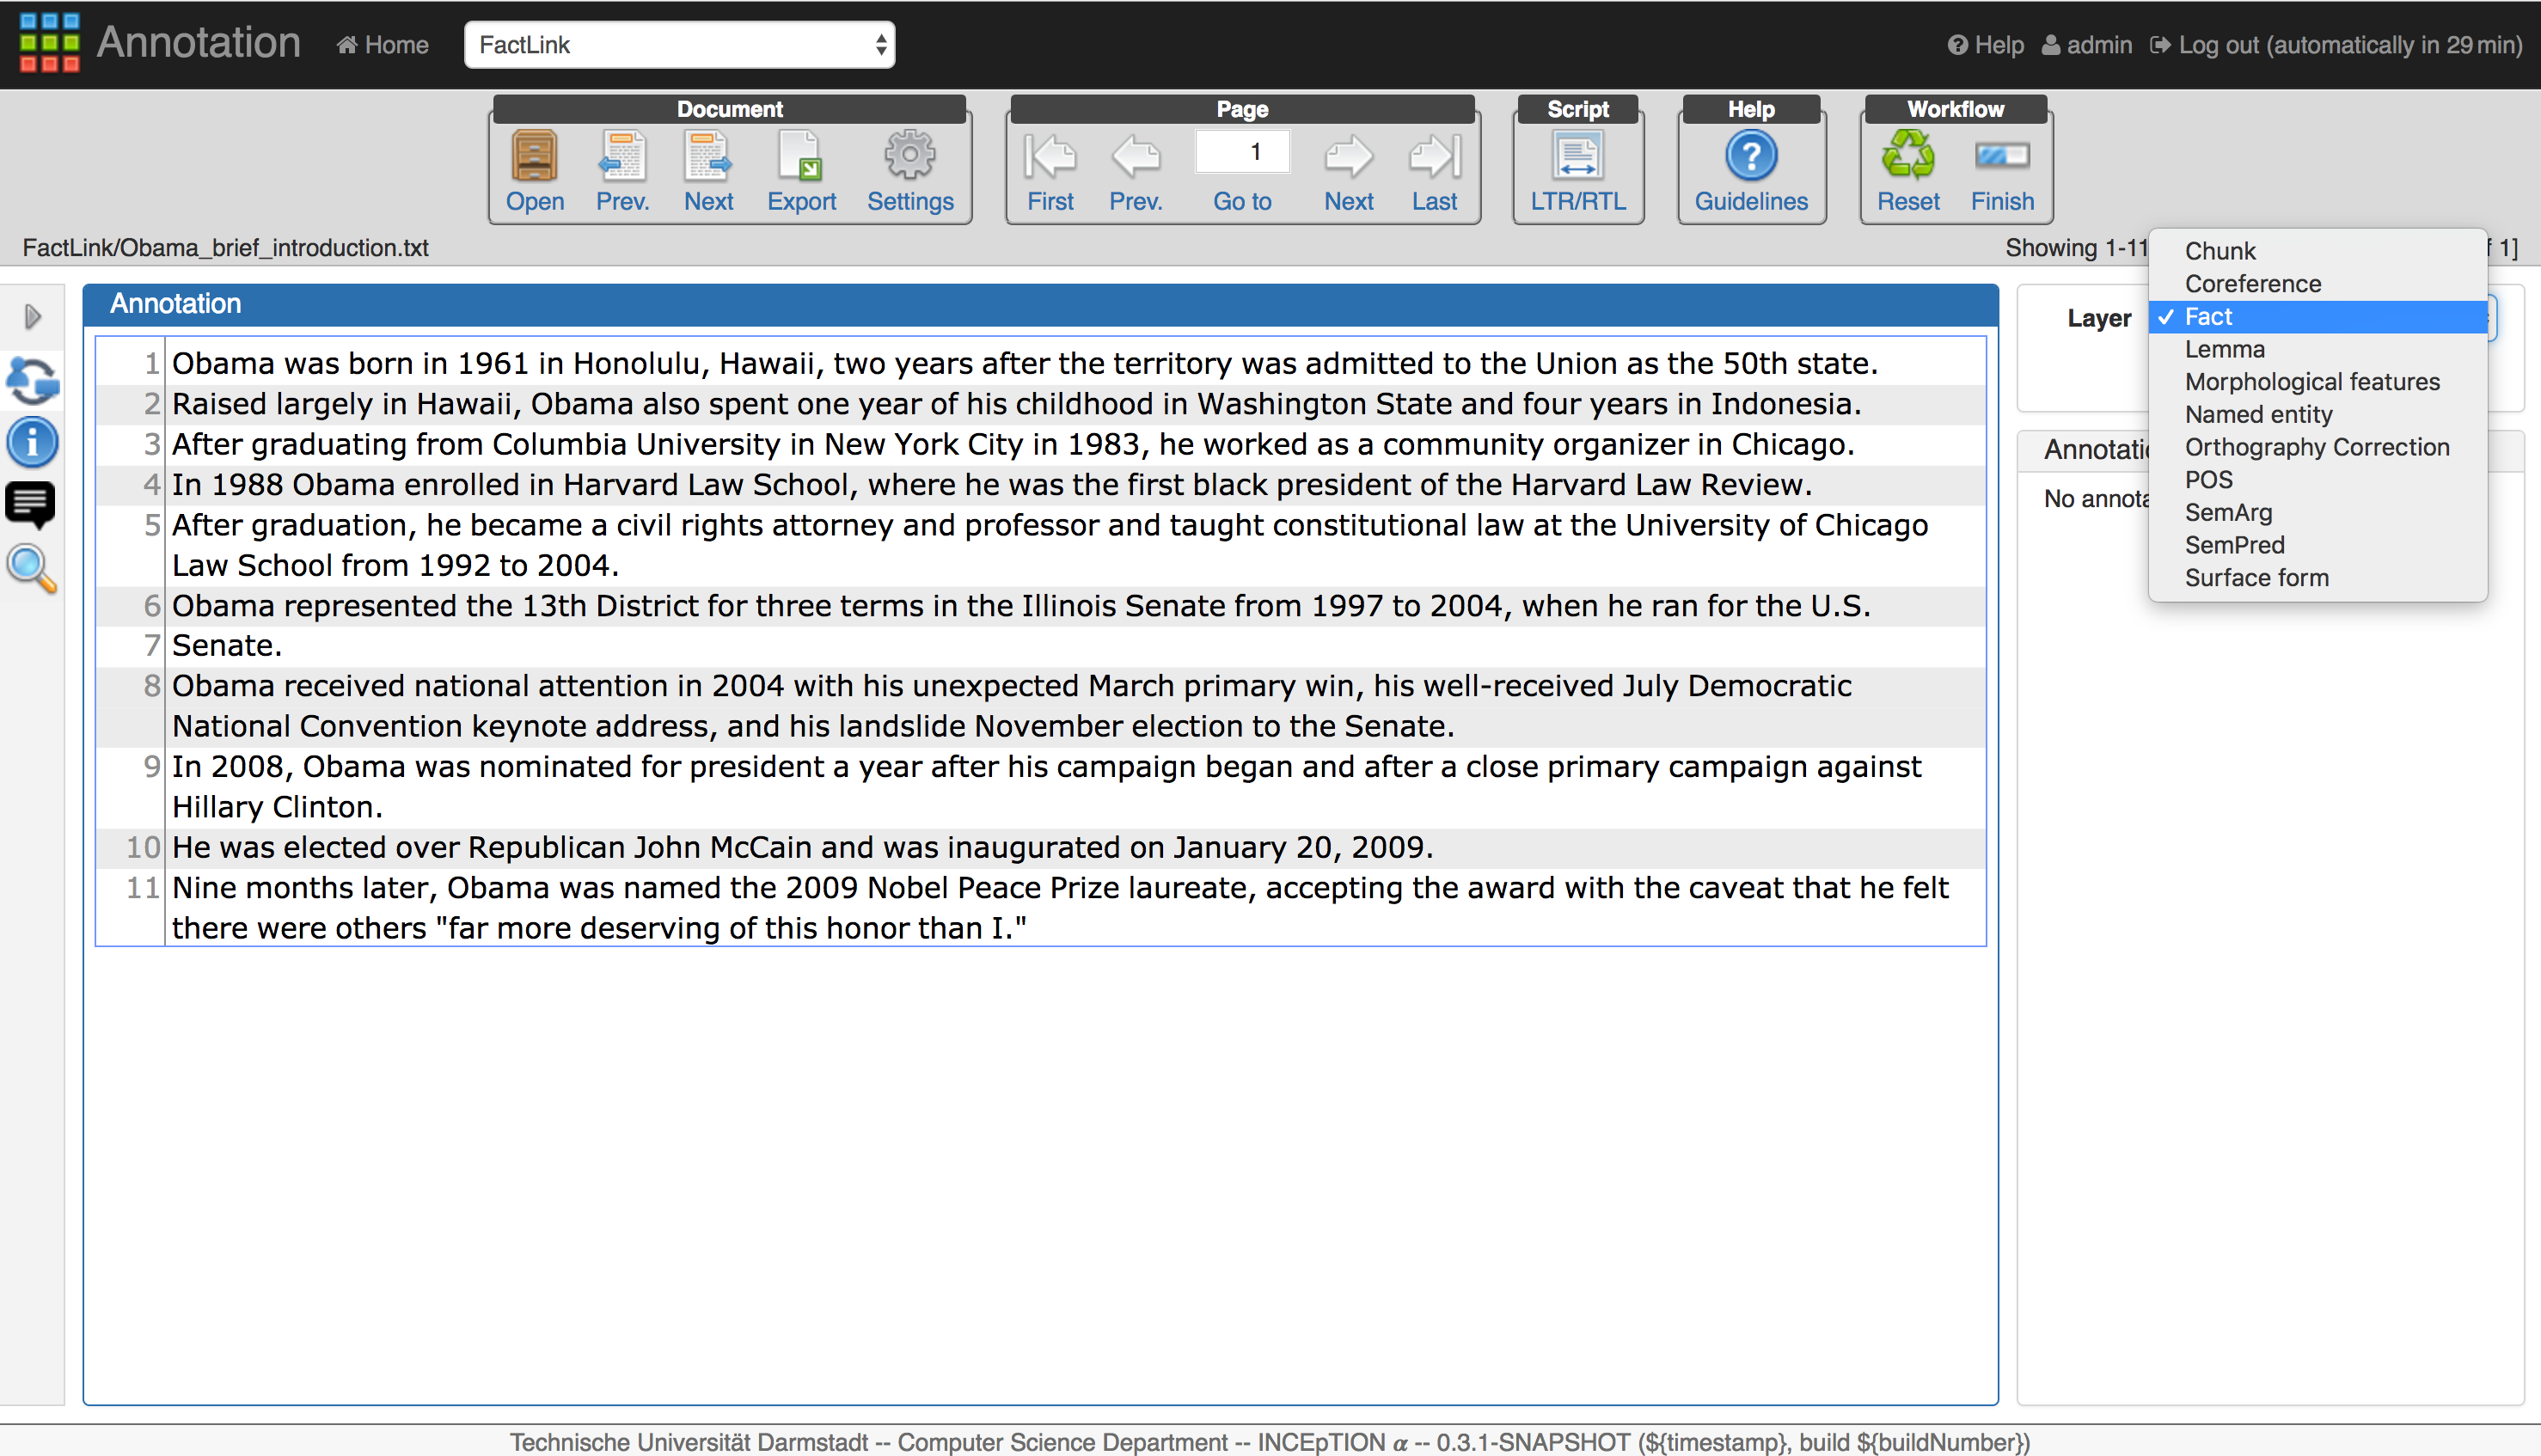 Annotation Home FactLink Help admin Log out (automatically in 29 min)
Document Page Script Help Workflow
1
Open Prev. Next Export Settings First Prev. Go to Next Last LTR/RTL Guidelines Reset Finish
FactLink/Obama_brief_introduction.txt Showing 1-11 1]
Annotation
1 Obama was born in 1961 in Honolulu, Hawaii, two years after the territory was admitted to the Union as the 50th state.
2 Raised largely in Hawaii, Obama also spent one year of his childhood in Washington State and four years in Indonesia.
3 After graduating from Columbia University in New York City in 1983, he worked as a community organizer in Chicago.
4 In 1988 Obama enrolled in Harvard Law School, where he was the first black president of the Harvard Law Review.
5 After graduation, he became a civil rights attorney and professor and taught constitutional law at the University of Chicago
Law School from 1992 to 2004.
6 Obama represented the 13th District for three terms in the Illinois Senate from 1997 to 2004, when he ran for the U.S.
7 Senate.
8 Obama received national attention in 2004 with his unexpected March primary win, his well-received July Democratic
National Convention keynote address, and his landslide November election to the Senate.
9 In 2008, Obama was nominated for president a year after his campaign began and after a close primary campaign against
Hillary Clinton.
10 He was elected over Republican John McCain and was inaugurated on January 20, 2009.
11 Nine months later, Obama was named the 2009 Nobel Peace Prize laureate, accepting the award with the caveat that he felt
there were others "far more deserving of this honor than I."
Layer
Chunk
Coreference
✓ Fact
Lemma
Morphological features
Named entity
Orthography Correction
POS
SemArg
SemPred
Surface form
No
Technische Universität Darmstadt -- Computer Science Department -- INCEpTION α -- 0.3.1-SNAPSHOT (${timestamp}, build ${buildNumber})